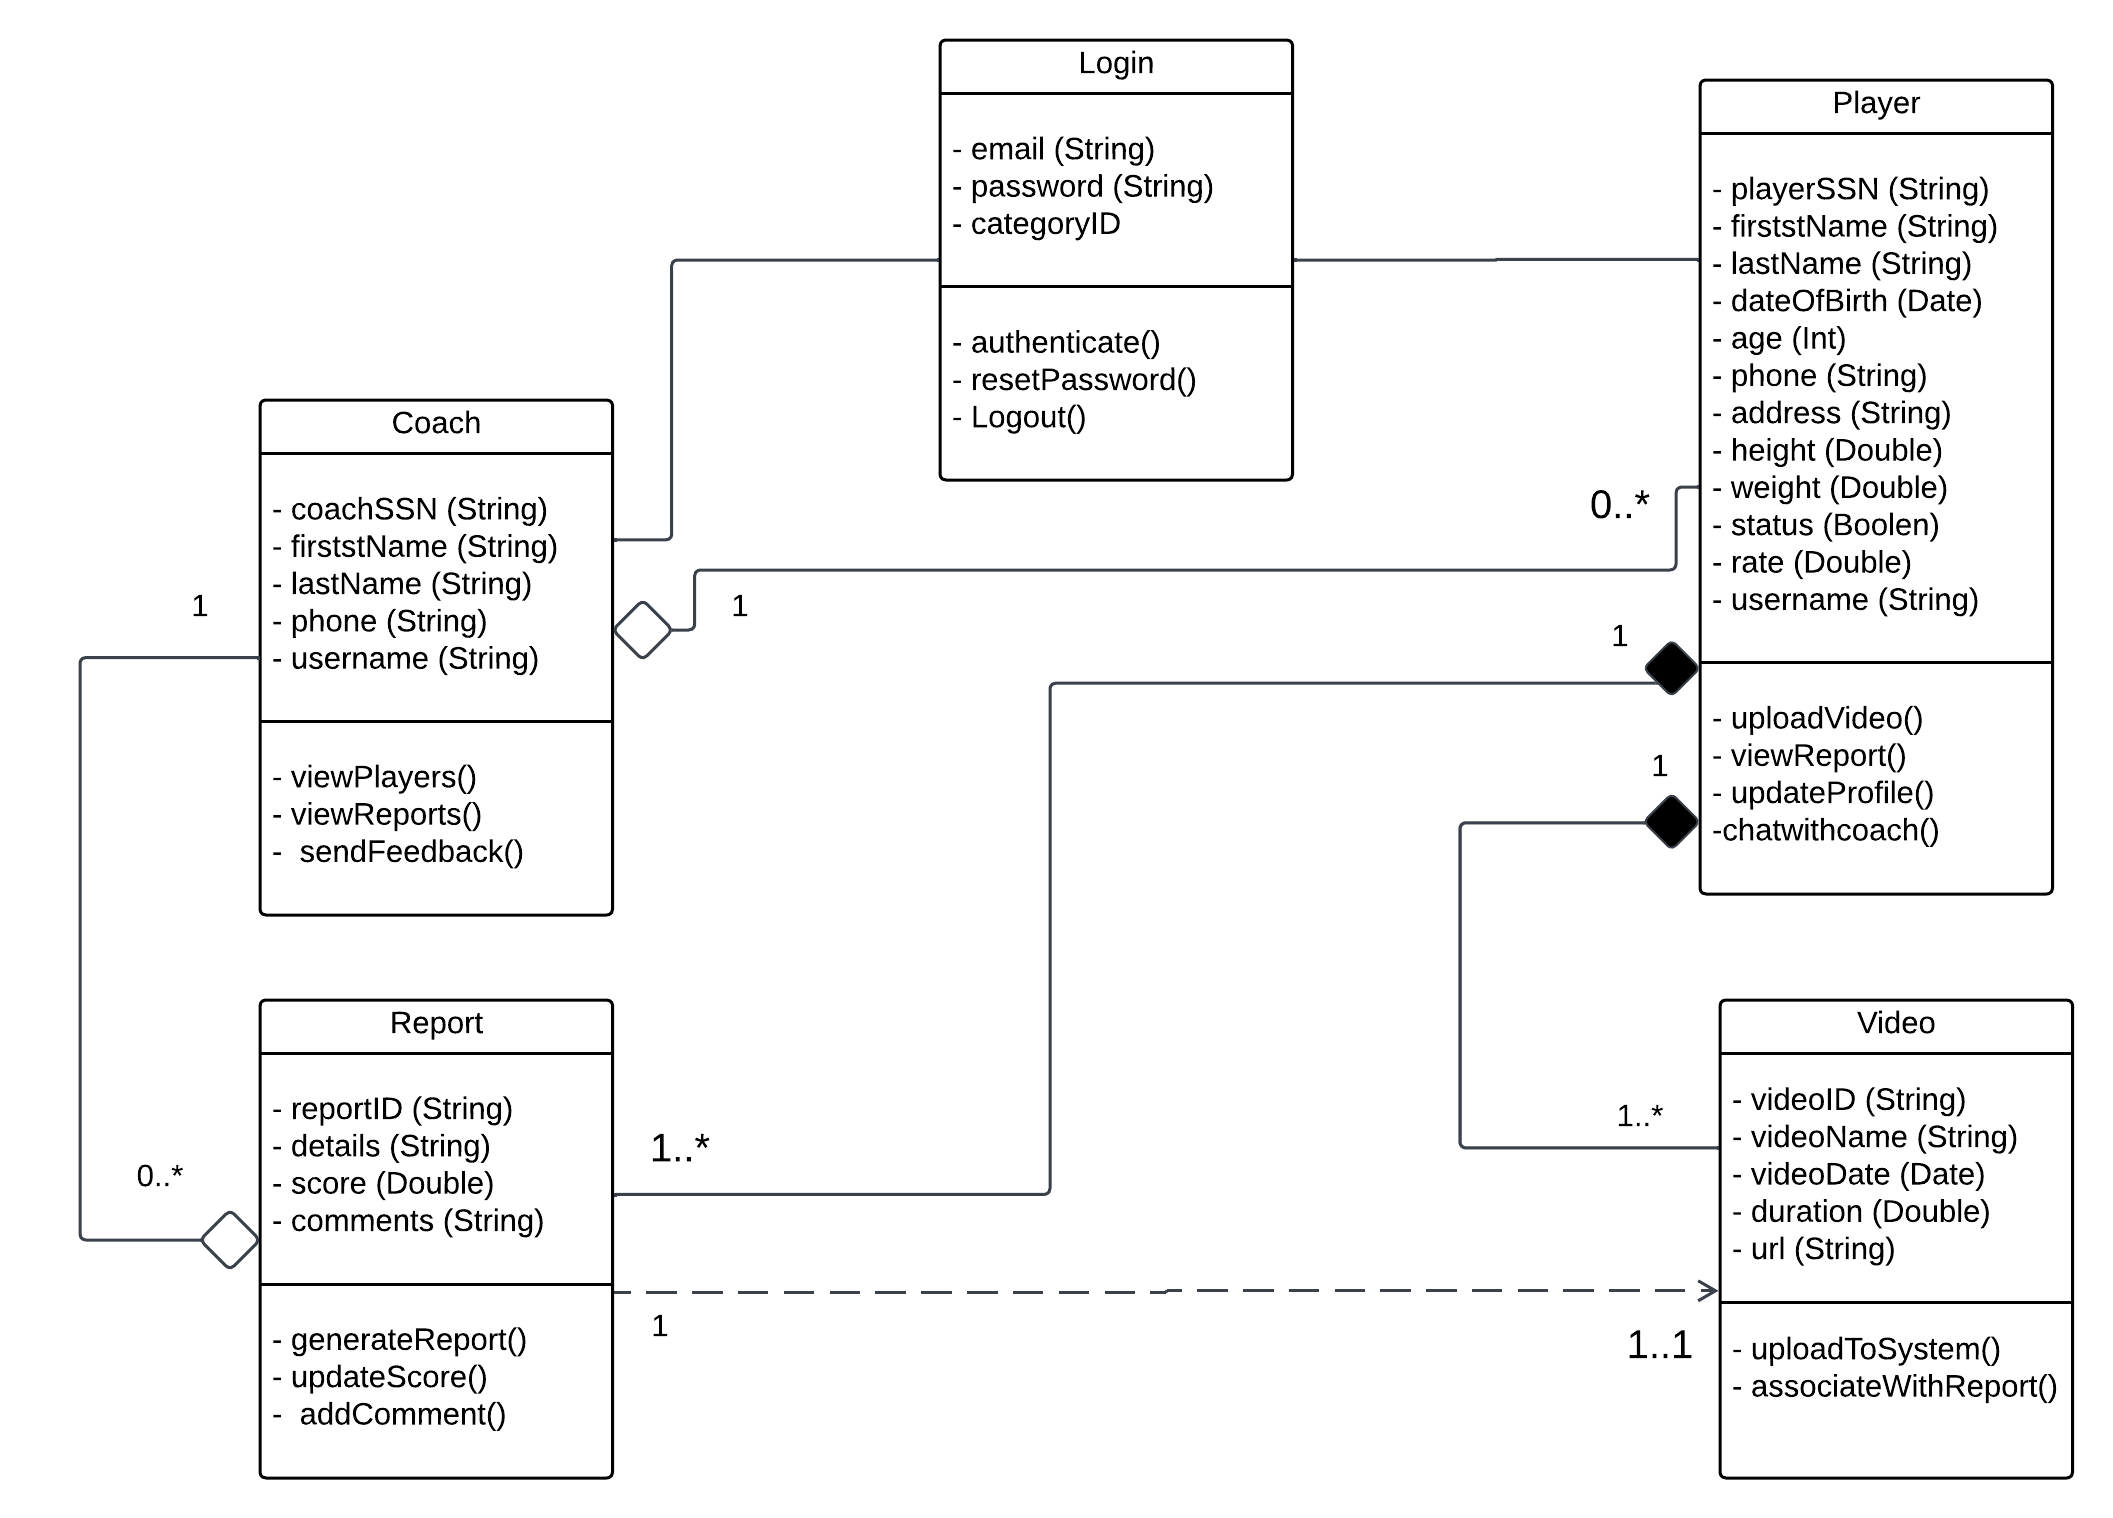 Login
- email (String)
- password (String)
- categoryID
- authenticate()
- resetPassword()
- Logout()
Player
- playerSSN (String)
- firststName (String)
- lastName (String)
- dateOfBirth (Date)
- age (Int)
- phone (String)
- address (String)
- height (Double)
- weight (Double)
- status (Boolen)
- rate (Double)
- username (String)
- uploadVideo()
- viewReport()
- updateProfile()
-chatwithcoach()
Coach
- coachSSN (String)
- firststName (String)
- lastName (String)
- phone (String)
- username (String)
- viewPlayers()
- viewReports()
-  sendFeedback()
1
1
0..*
1
1
Report
- reportID (String)
- details (String)
- score (Double)
- comments (String)
- generateReport()
- updateScore()
-  addComment()
0..*
1..*
1
1..*
1..1
Video
- videoID (String)
- videoName (String)
- videoDate (Date)
- duration (Double)
- url (String)
- uploadToSystem()
- associateWithReport()